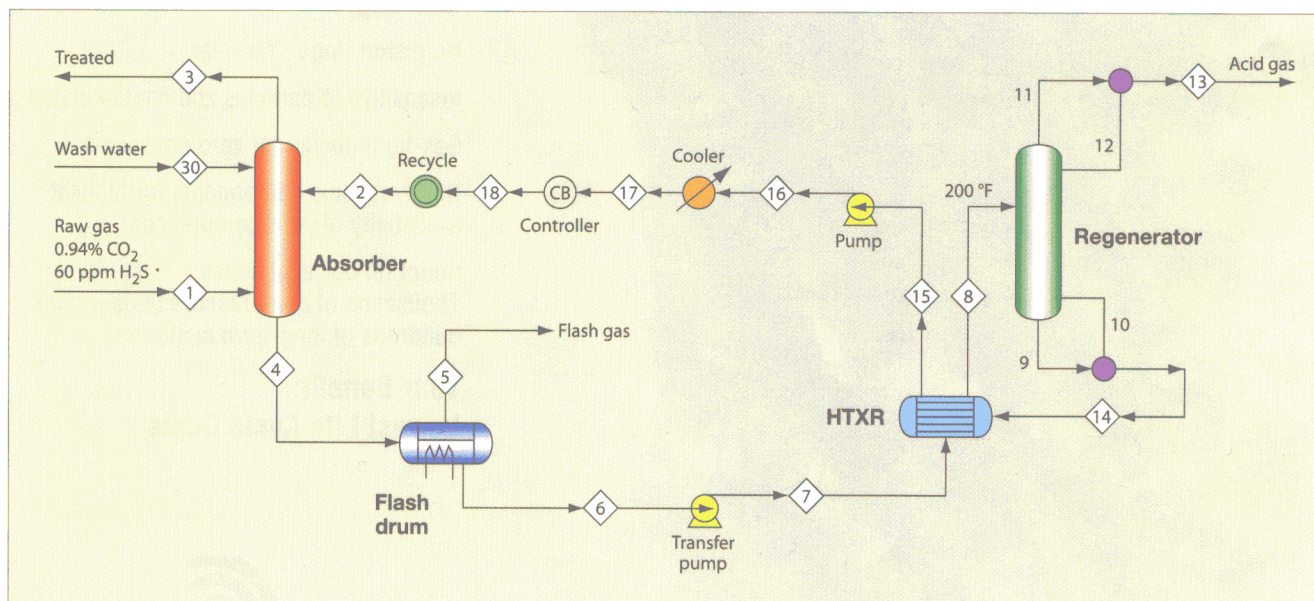 Treated
3
11
13
Acid gas
12
Wash water
30
Recycle
2
18
CB
Controller
17
Cooler
16
Pump
200 °F
Regenerator
Raw gas
0.94% CO₂
60 ppm H₂S
1
Absorber
15
8
10
9
14
Flash gas
4
5
HTXR
Flash
drum
6
Transfer
pump
7